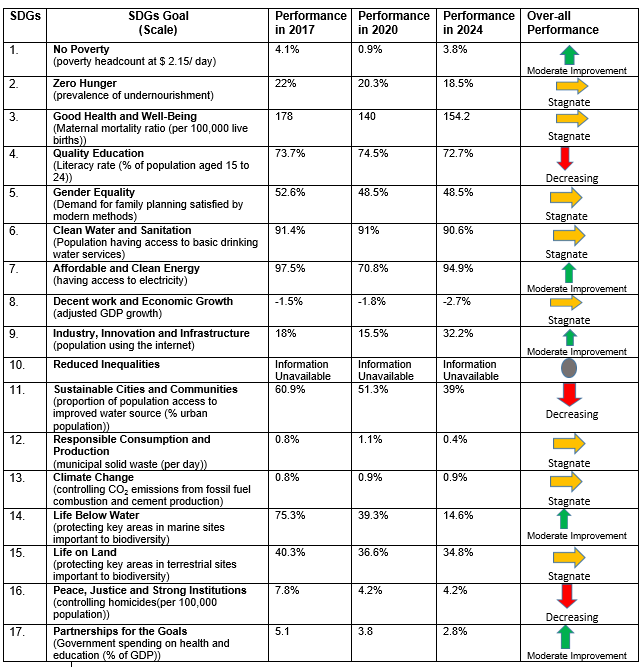 SDGs SDGs Goal Performance Performance Performance Over-all
(Scale) in 2017 in 2020 in 2024 Performance
1. No Poverty 4.1% 0.9% 3.8%
(poverty headcount at $ 2.15/ day)
Moderate Improvement
2. Zero Hunger 22% 20.3% 18.5%
(prevalence of undernourishment)
Stagnate
3. Good Health and Well-Being 178 140 154.2
(Maternal mortality ratio (per 100,000 live
births))
Stagnate
4. Quality Education 73.7% 74.5% 72.7%
(Literacy rate (% of population aged 15 to
24))
Decreasing
5. Gender Equality 52.6% 48.5% 48.5%
(Demand for family planning satisfied by
modern methods)
Stagnate
6. Clean Water and Sanitation 91.4% 91% 90.6%
(Population having access to basic drinking
water services)
Stagnate
7. Affordable and Clean Energy 97.5% 70.8% 94.9%
(having access to electricity)
Moderate Improvement
8. Decent work and Economic Growth -1.5% -1.8% -2.7%
(adjusted GDP growth)
Stagnate
9. Industry, Innovation and Infrastructure 18% 15.5% 32.2%
(population using the internet)
Moderate Improvement
10. Reduced Inequalities Information Information Information
Unavailable Unavailable Unavailable
11. Sustainable Cities and Communities 60.9% 51.3% 39%
(proportion of population access to
improved water source (% urban
population))
Decreasing
12. Responsible Consumption and 0.8% 1.1% 0.4%
Production
(municipal solid waste (per day))
Stagnate
13. Climate Change 0.8% 0.9% 0.9%
(controlling CO2 emissions from fossil fuel
combustion and cement production)
Stagnate
14. Life Below Water 75.3% 39.3% 14.6%
(protecting key areas in marine sites
important to biodiversity)
Moderate Improvement
15. Life on Land 40.3% 36.6% 34.8%
(protecting key areas in terrestrial sites
important to biodiversity)
Stagnate
16. Peace, Justice and Strong Institutions 7.8% 4.2% 4.2%
(controlling homicides(per 100,000
population))
Decreasing
17. Partnerships for the Goals 5.1 3.8 2.8%
(Government spending on health and
education (% of GDP))
Moderate Improvement